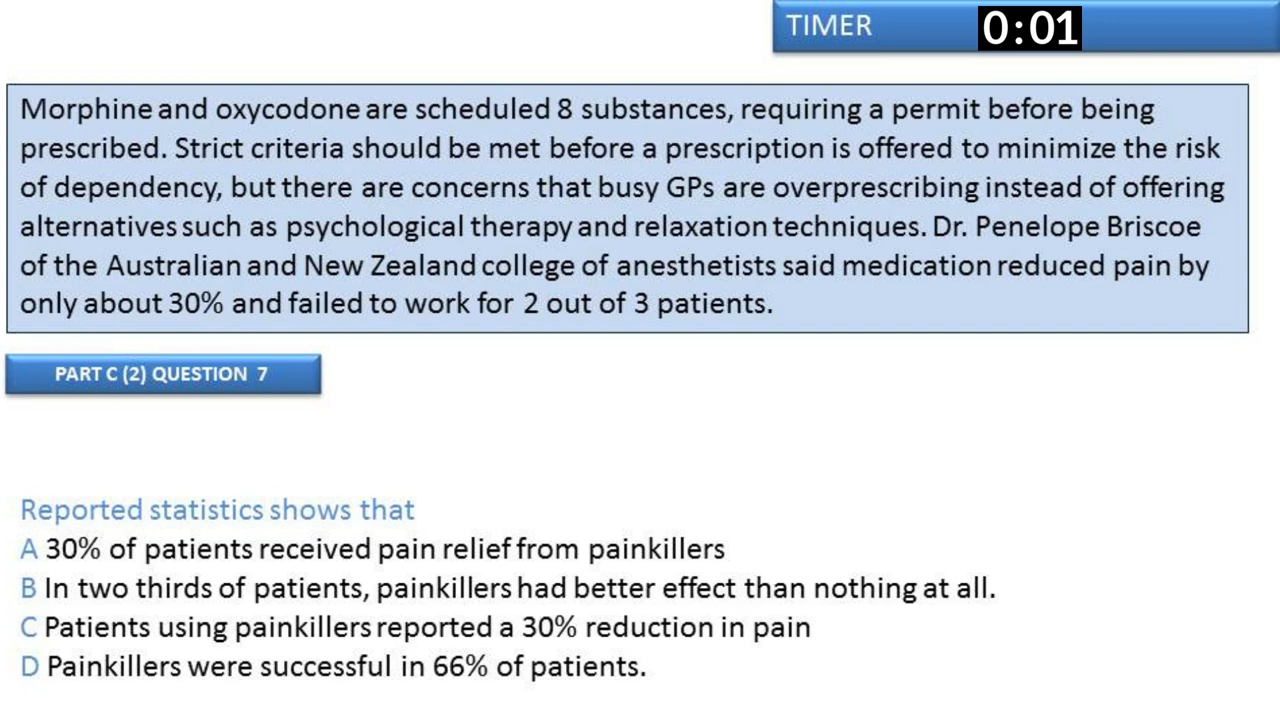 TIMER 0:01
Morphine and oxycodone are scheduled 8 substances, requiring a permit before being
prescribed. Strict criteria should be met before a prescription is offered to minimize the risk
of dependency, but there are concerns that busy GPs are overprescribing instead of offering
alternatives such as psychological therapy and relaxation techniques. Dr. Penelope Briscoe
of the Australian and New Zealand college of anesthetists said medication reduced pain by
only about 30% and failed to work for 2 out of 3 patients.
PART C (2) QUESTION 7
Reported statistics shows that
A 30% of patients received pain relief from painkillers
B In two thirds of patients, painkillers had better effect than nothing at all.
C Patients using painkillers reported a 30% reduction in pain
D Painkillers were successful in 66% of patients.